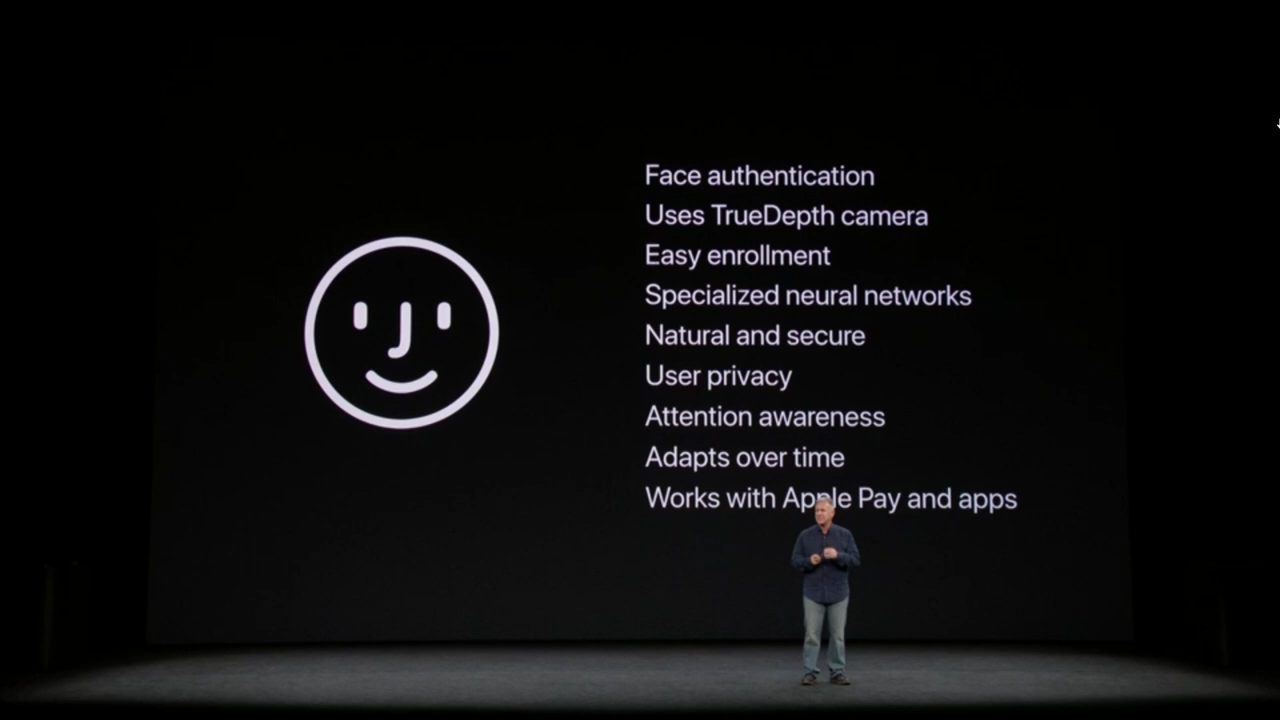 Face authentication
Uses TrueDepth camera
Easy enrollment
Specialized neural networks
Natural and secure
User privacy
Attention awareness
Adapts over time
Works with Apple Pay and apps